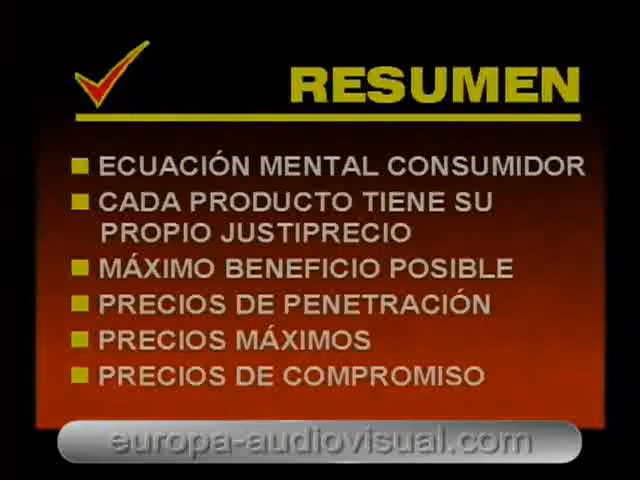 RESUMEN
ECUACIÓN MENTAL CONSUMIDOR
CADA PRODUCTO TIENE SU
PROPIO JUSTIPRECIO
MÁXIMO BENEFICIO POSIBLE
PRECIOS DE PENETRACIÓN
PRECIOS MÁXIMOS
PRECIOS DE COMPROMISO
europa-audiovisual.com